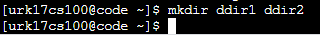 [urk17cs100@code ~]$ mkdir ddir1 ddir2
[urk17cs100@code ~]$